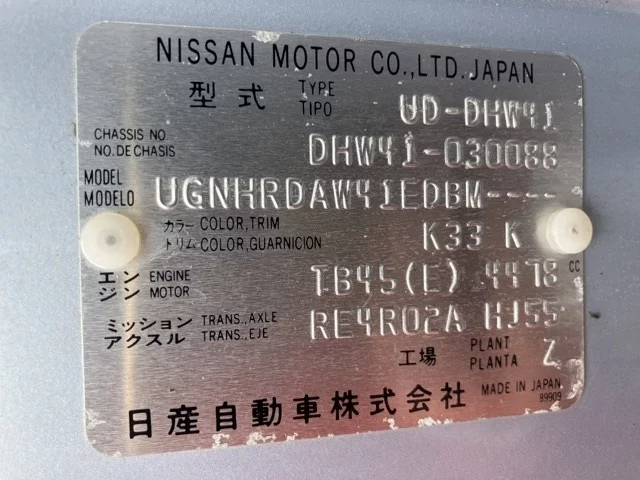 NISSAN MOTOR CO.,LTD.JAPAN
型式 TYPE TIPO UD-DHW41
CHASSIS NO. NO.DE CHASIS DHW41-030088
MODEL MODELO UGNHRDAW41EDBM----
カラー COLOR,TRIM トリム COLOR,GUARNICION K33 K
エンジン ENGINE MOTOR TB45(E) 4478 CC
ミッション TRANS.,AXLE アクスル TRANS.,EJE RE4R02A HJ55
工場 PLANT PLANTA Z
日産自動車株式会社 MADE IN JAPAN
89909